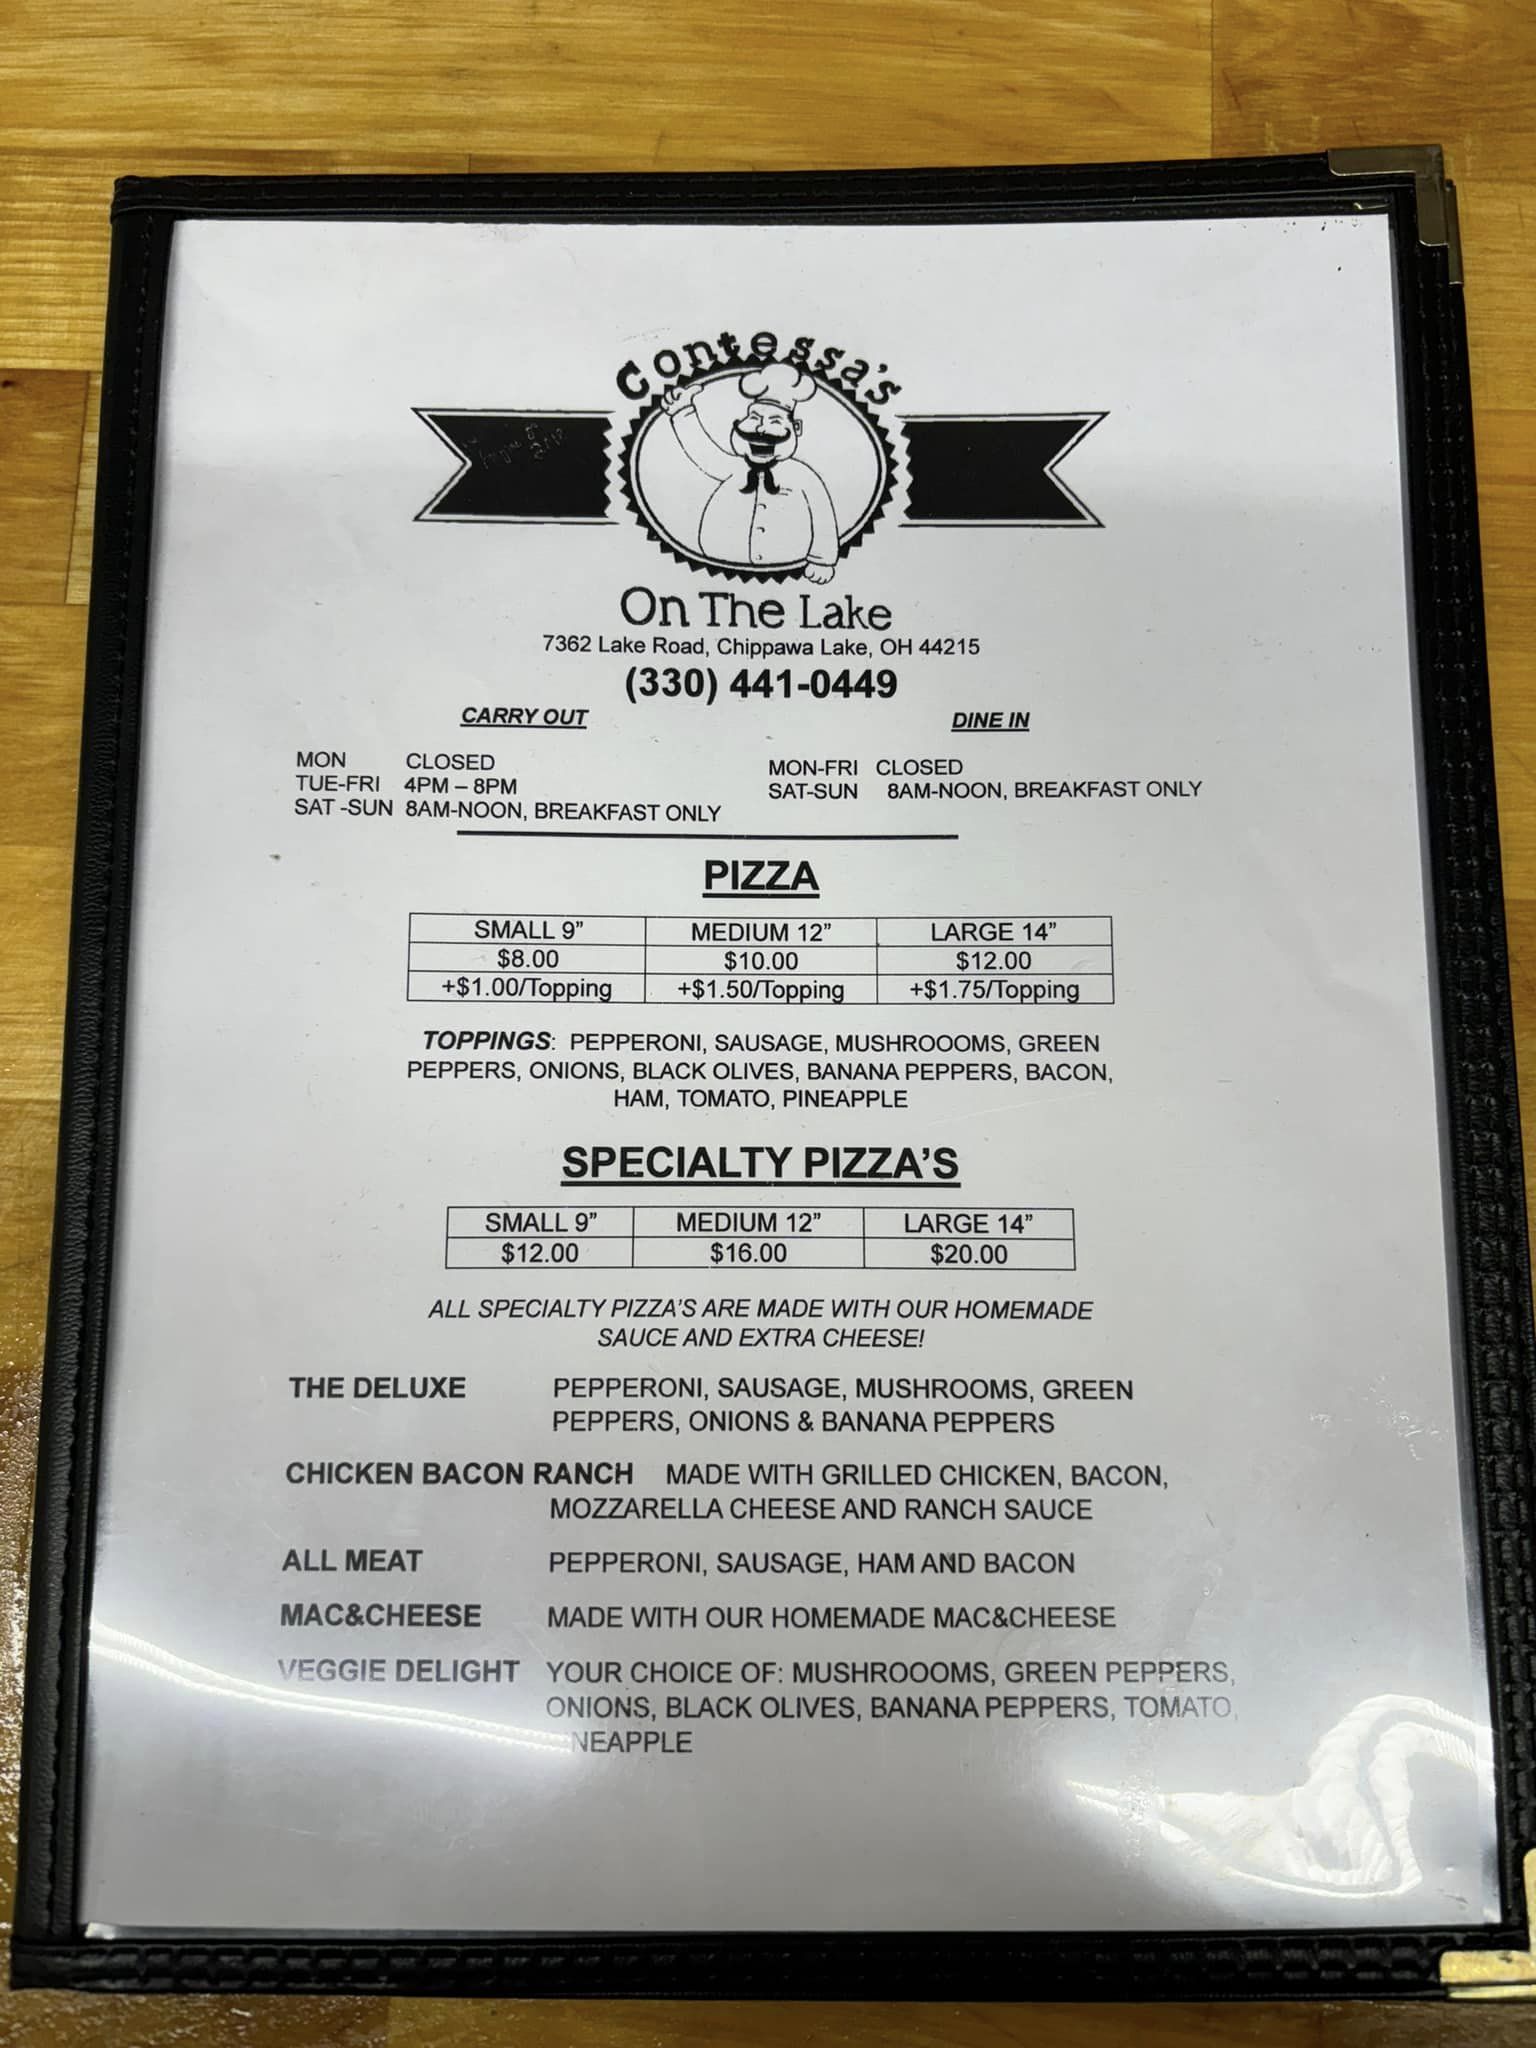 Contessa's
On The Lake
7362 Lake Road, Chippawa Lake, OH 44215
(330) 441-0449
CARRY OUT
DINE IN
MON CLOSED
TUE-FRI 4PM – 8PM
SAT -SUN 8AM-NOON, BREAKFAST ONLY
MON-FRI CLOSED
SAT-SUN 8AM-NOON, BREAKFAST ONLY
PIZZA
SMALL 9” MEDIUM 12” LARGE 14”
$8.00 $10.00 $12.00
+$1.00/Topping +$1.50/Topping +$1.75/Topping
TOPPINGS: PEPPERONI, SAUSAGE, MUSHROOOMS, GREEN
PEPPERS, ONIONS, BLACK OLIVES, BANANA PEPPERS, BACON,
HAM, TOMATO, PINEAPPLE
SPECIALTY PIZZA’S
SMALL 9” MEDIUM 12” LARGE 14”
$12.00 $16.00 $20.00
ALL SPECIALTY PIZZA’S ARE MADE WITH OUR HOMEMADE
SAUCE AND EXTRA CHEESE!
THE DELUXE PEPPERONI, SAUSAGE, MUSHROOMS, GREEN
PEPPERS, ONIONS & BANANA PEPPERS
CHICKEN BACON RANCH MADE WITH GRILLED CHICKEN, BACON,
MOZZARELLA CHEESE AND RANCH SAUCE
ALL MEAT PEPPERONI, SAUSAGE, HAM AND BACON
MAC&CHEESE MADE WITH OUR HOMEMADE MAC&CHEESE
VEGGIE DELIGHT YOUR CHOICE OF: MUSHROOOMS, GREEN PEPPERS,
ONIONS, BLACK OLIVES, BANANA PEPPERS, TOMATO,
NEAPPLE